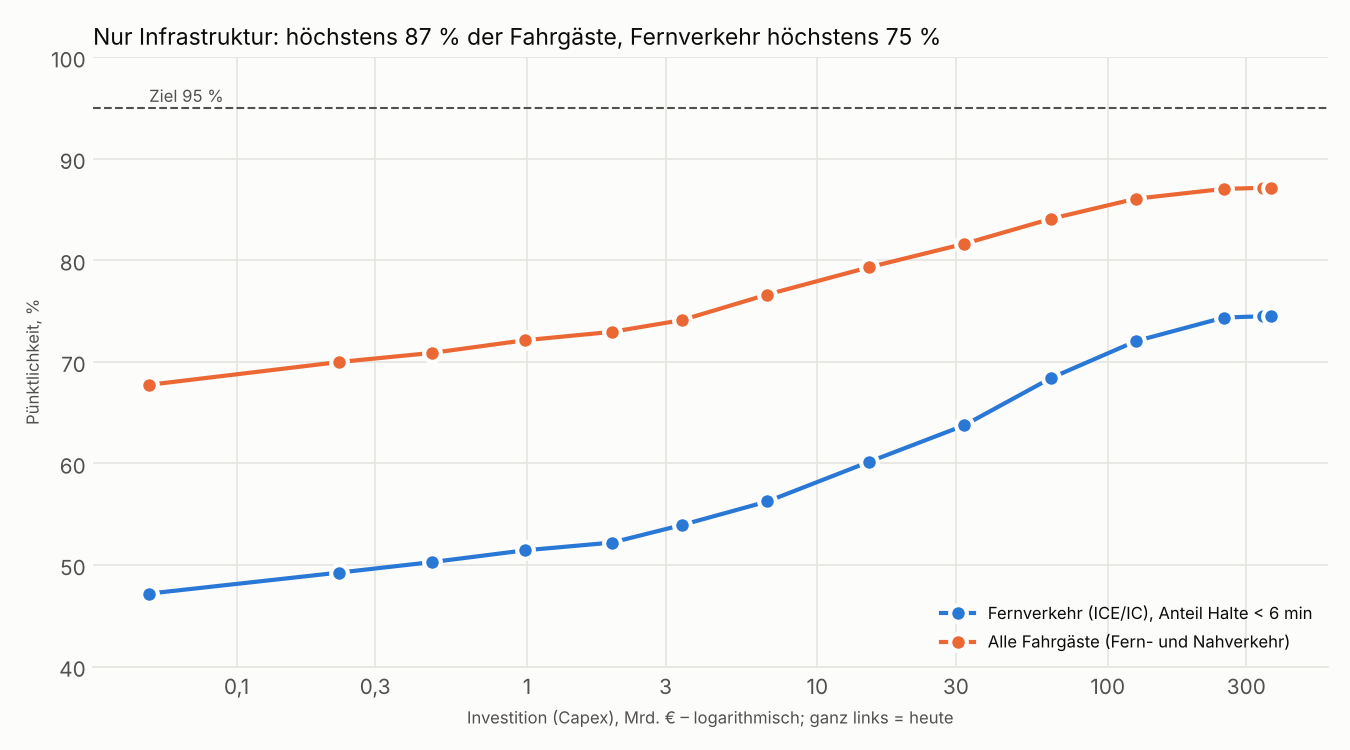 Nur Infrastruktur: höchstens 87 % der Fahrgäste, Fernverkehr höchstens 75 %
100
Ziel 95 %
90
80
70
60
50
40
Pünktlichkeit, %
Fernverkehr (ICE/IC), Anteil Halte < 6 min
Alle Fahrgäste (Fern- und Nahverkehr)
0,1 0,3 1 3 10 30 100 300
Investition (Capex), Mrd. € – logarithmisch; ganz links = heute